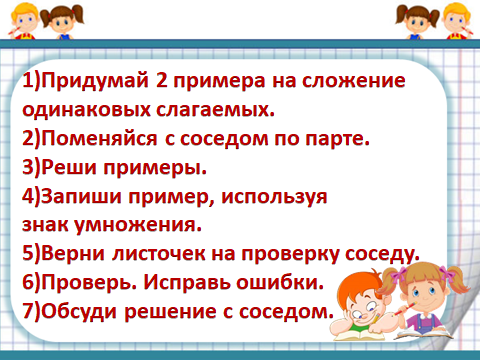 1)Придумай 2 примера на сложение
одинаковых слагаемых.
2)Поменяйся с соседом по парте.
3)Реши примеры.
4)Запиши пример, используя
знак умножения.
5)Верни листочек на проверку соседу.
6)Проверь. Исправь ошибки.
7)Обсуди решение с соседом.